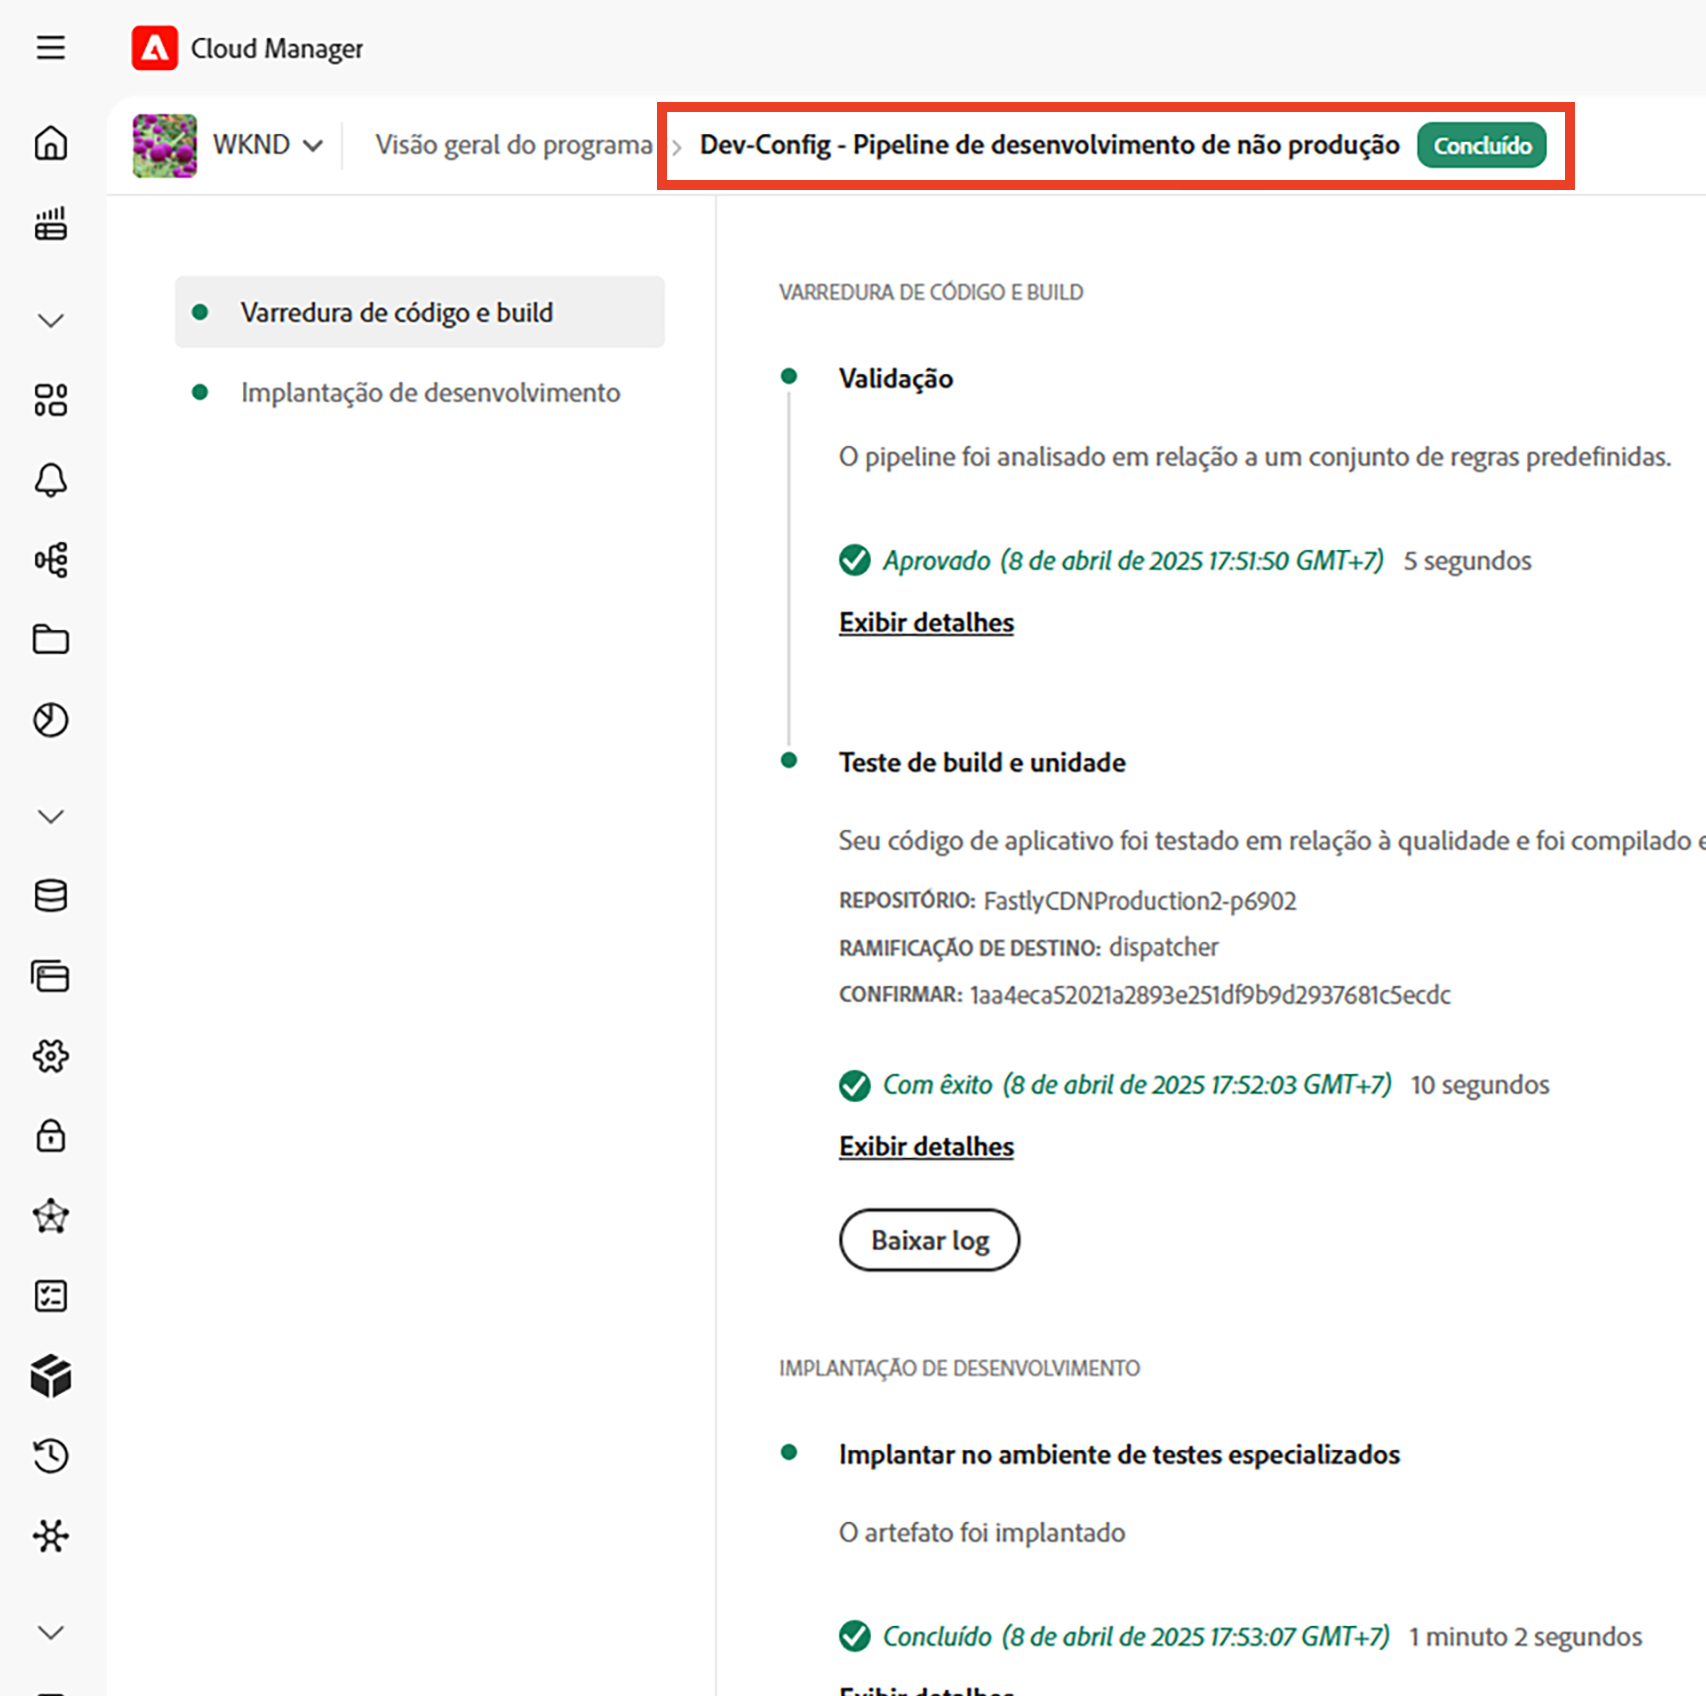 Cloud Manager
WKND
Visão geral do programa
Dev-Config - Pipeline de desenvolvimento de não produção
Concluído
Varredura de código e build
Implantação de desenvolvimento
VARREDURA DE CÓDIGO E BUILD
Validação
O pipeline foi analisado em relação a um conjunto de regras predefinidas.
Aprovado (8 de abril de 2025 17:51:50 GMT+7) 5 segundos
Exibir detalhes
Teste de build e unidade
Seu código de aplicativo foi testado em relação à qualidade e foi compilado e
REPOSITÓRIO: FastlyCDNProduction2-p6902
RAMIFICAÇÃO DE DESTINO: dispatcher
CONFIRMAR: 1aa4eca52021a2893e251df9b9d2937681c5ecdc
Com êxito (8 de abril de 2025 17:52:03 GMT+7) 10 segundos
Exibir detalhes
Baixar log
IMPLANTAÇÃO DE DESENVOLVIMENTO
Implantar no ambiente de testes especializados
O artefato foi implantado
Concluído (8 de abril de 2025 17:53:07 GMT+7) 1 minuto 2 segundos
Exibir detalhes